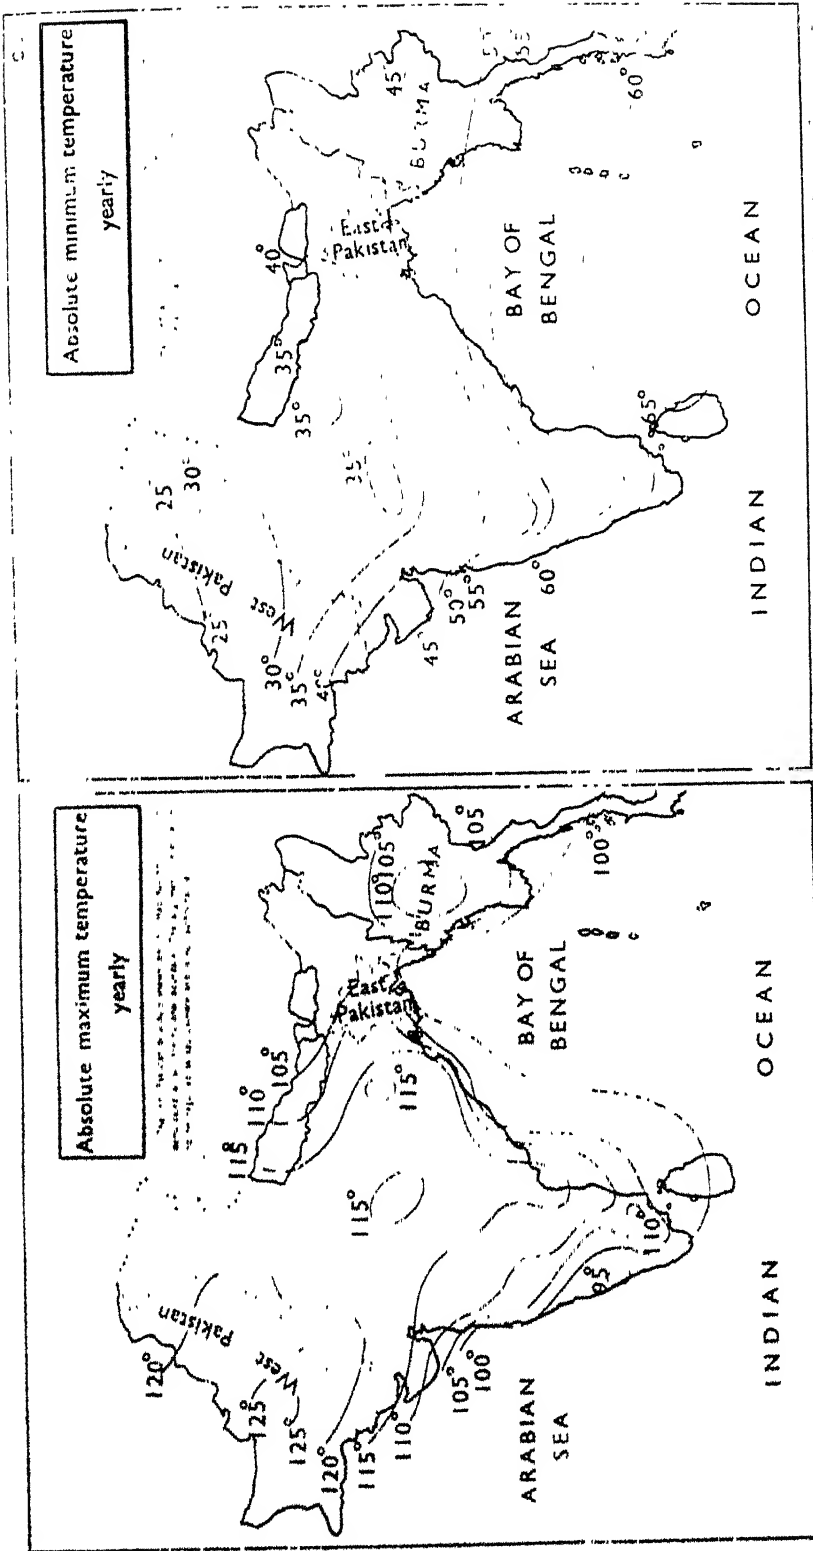 Absolute maximum temperature
yearly
120°
125°
125°
120°
115°
110°
105°
100°
West
Pakistan
115°
110°
105°
115°
115°
East
Pakistan
110°
105°
BURMA
105
100°
95°
110°
ARABIAN
SEA
BAY OF
BENGAL
INDIAN
OCEAN
Absolute minimum temperature
yearly
25
30°
25
30°
35°
40°
45
50°
55°
60°
West
Pakistan
35°
35°
40°
East
Pakistan
45
BURMA
55
60°
65°
ARABIAN
SEA
BAY OF
BENGAL
INDIAN
OCEAN